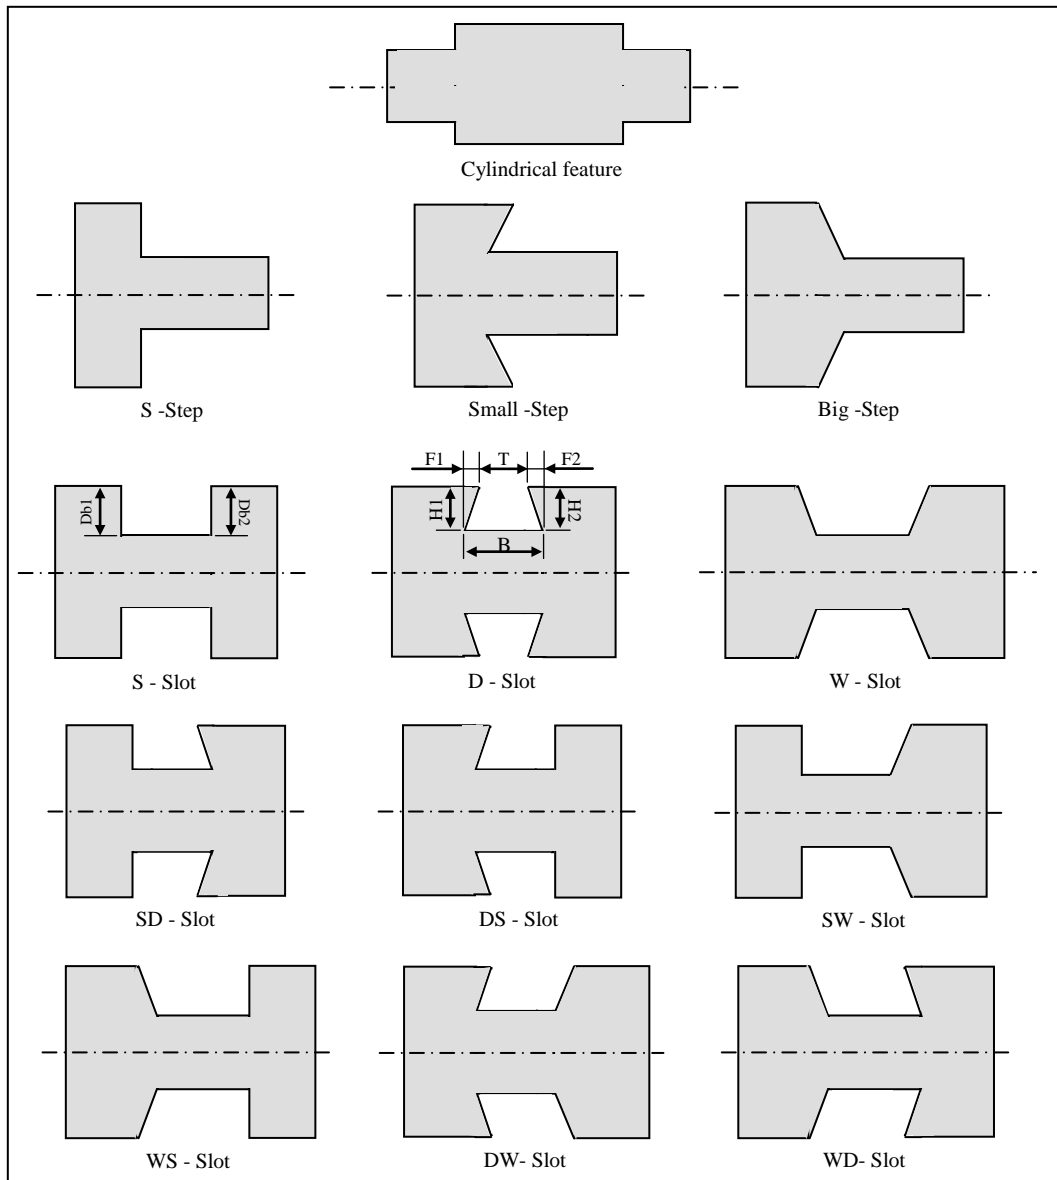 Cylindrical feature
S -Step
Small -Step
Big -Step
F1 T F2
Db1
Db2
H1
H2
B
S - Slot
D - Slot
W - Slot
SD - Slot
DS - Slot
SW - Slot
WS - Slot
DW- Slot
WD- Slot